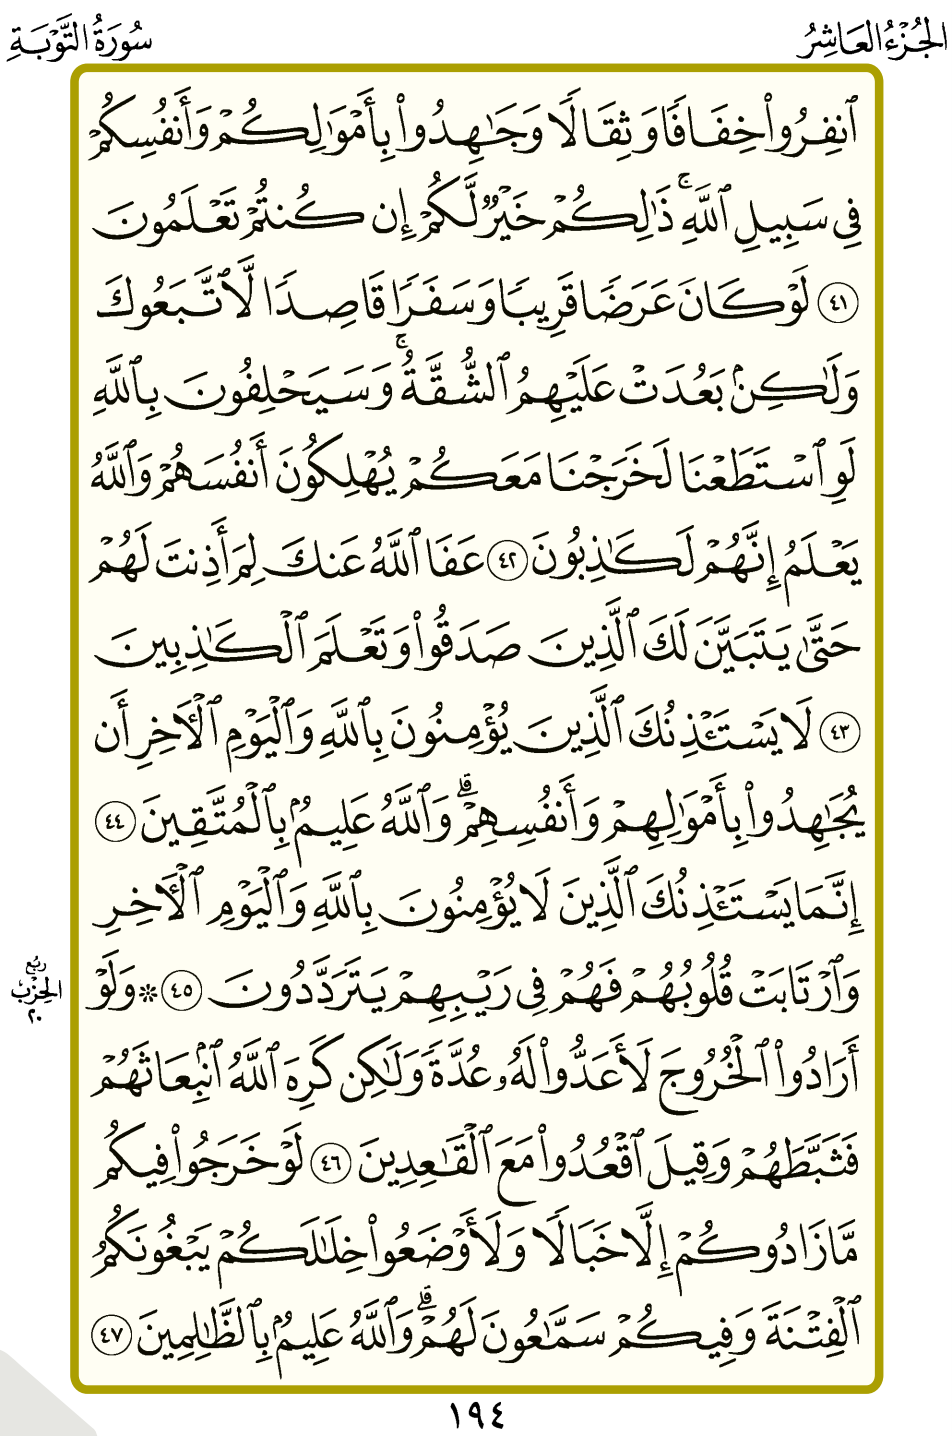 الجُزْءُ العَاشِرُ
سُورَةُ التَّوْبَةِ
ٱنفِرُوا۟ خِفَافًا وَثِقَالًا وَجَـٰهِدُوا۟ بِأَمْوَٰلِكُمْ وَأَنفُسِكُمْ
فِى سَبِيلِ ٱللَّهِ ۚ ذَٰلِكُمْ خَيْرٌ لَّكُمْ إِن كُنتُمْ تَعْلَمُونَ
٤١ لَوْ كَانَ عَرَضًا قَرِيبًا وَسَفَرًا قَاصِدًا لَّٱتَّبَعُوكَ
وَلَـٰكِنۢ بَعُدَتْ عَلَيْهِمُ ٱلشُّقَّةُ ۚ وَسَيَحْلِفُونَ بِٱللَّهِ
لَوِ ٱسْتَطَعْنَا لَخَرَجْنَا مَعَكُمْ يُهْلِكُونَ أَنفُسَهُمْ وَٱللَّهُ
يَعْلَمُ إِنَّهُمْ لَكَـٰذِبُونَ ٤٢ عَفَا ٱللَّهُ عَنكَ لِمَ أَذِنتَ لَهُمْ
حَتَّىٰ يَتَبَيَّنَ لَكَ ٱلَّذِينَ صَدَقُوا۟ وَتَعْلَمَ ٱلْكَـٰذِبِينَ
٤٣ لَا يَسْتَـْٔذِنُكَ ٱلَّذِينَ يُؤْمِنُونَ بِٱللَّهِ وَٱلْيَوْمِ ٱلْـَٔاخِرِ أَن
يُجَـٰهِدُوا۟ بِأَمْوَٰلِهِمْ وَأَنفُسِهِمْ ۗ وَٱللَّهُ عَلِيمٌۢ بِٱلْمُتَّقِينَ ٤٤
إِنَّمَا يَسْتَـْٔذِنُكَ ٱلَّذِينَ لَا يُؤْمِنُونَ بِٱللَّهِ وَٱلْيَوْمِ ٱلْـَٔاخِرِ
وَٱرْتَابَتْ قُلُوبُهُمْ فَهُمْ فِى رَيْبِهِمْ يَتَرَدَّدُونَ ٤٥ ۞ وَلَوْ
رُبُع
الحِزْب
٢٠
أَرَادُوا۟ ٱلْخُرُوجَ لَأَعَدُّوا۟ لَهُۥ عُدَّةً وَلَـٰكِن كَرِهَ ٱللَّهُ ٱنۢبِعَاثَهُمْ
فَثَبَّطَهُمْ وَقِيلَ ٱقْعُدُوا۟ مَعَ ٱلْقَـٰعِدِينَ ٤٦ لَوْ خَرَجُوا۟ فِيكُم
مَّا زَادُوكُمْ إِلَّا خَبَالًا وَلَأَوْضَعُوا۟ خِلَـٰلَكُمْ يَبْغُونَكُمُ
ٱلْفِتْنَةَ وَفِيكُمْ سَمَّـٰعُونَ لَهُمْ ۗ وَٱللَّهُ عَلِيمٌۢ بِٱلظَّـٰلِمِينَ ٤٧
١٩٤